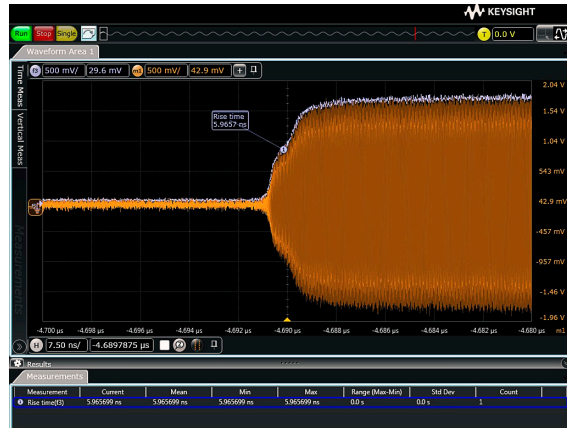 KEYSIGHT
Run Stop Single T 0.0 V
Waveform Area 1
f3 500 mV/ 29.6 mV m1 500 mV/ 42.9 mV +
Time Meas
Vertical Meas
Measurements
Rise time
5.9657 ns
2.04 V
1.54 V
1.04 V
543 mV
42.9 mV
-457 mV
-957 mV
-1.46 V
-1.96 V
-4.700 µs -4.698 µs -4.696 µs -4.694 µs -4.692 µs -4.690 µs -4.688 µs -4.686 µs -4.684 µs -4.682 µs -4.680 µs m1
H 7.50 ns/ -4.6897875 µs
Results
Measurements
Measurement Current Mean Min Max Range (Max-Min) Std Dev Count
Rise time(f3) 5.965699 ns 5.965699 ns 5.965699 ns 5.965699 ns 0.0 s 0.0 s 1